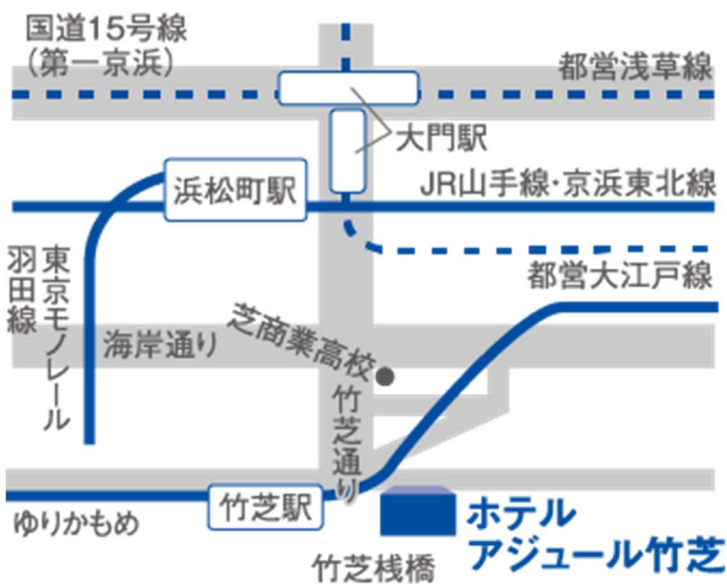 国道15号線
(第一京浜)
都営浅草線
大門駅
浜松町駅
JR山手線・京浜東北線
都営大江戸線
東京モノレール
羽田線
海岸通り
芝商業高校
竹芝通り
竹芝駅
ゆりかもめ
ホテル
アジュール竹芝
竹芝桟橋